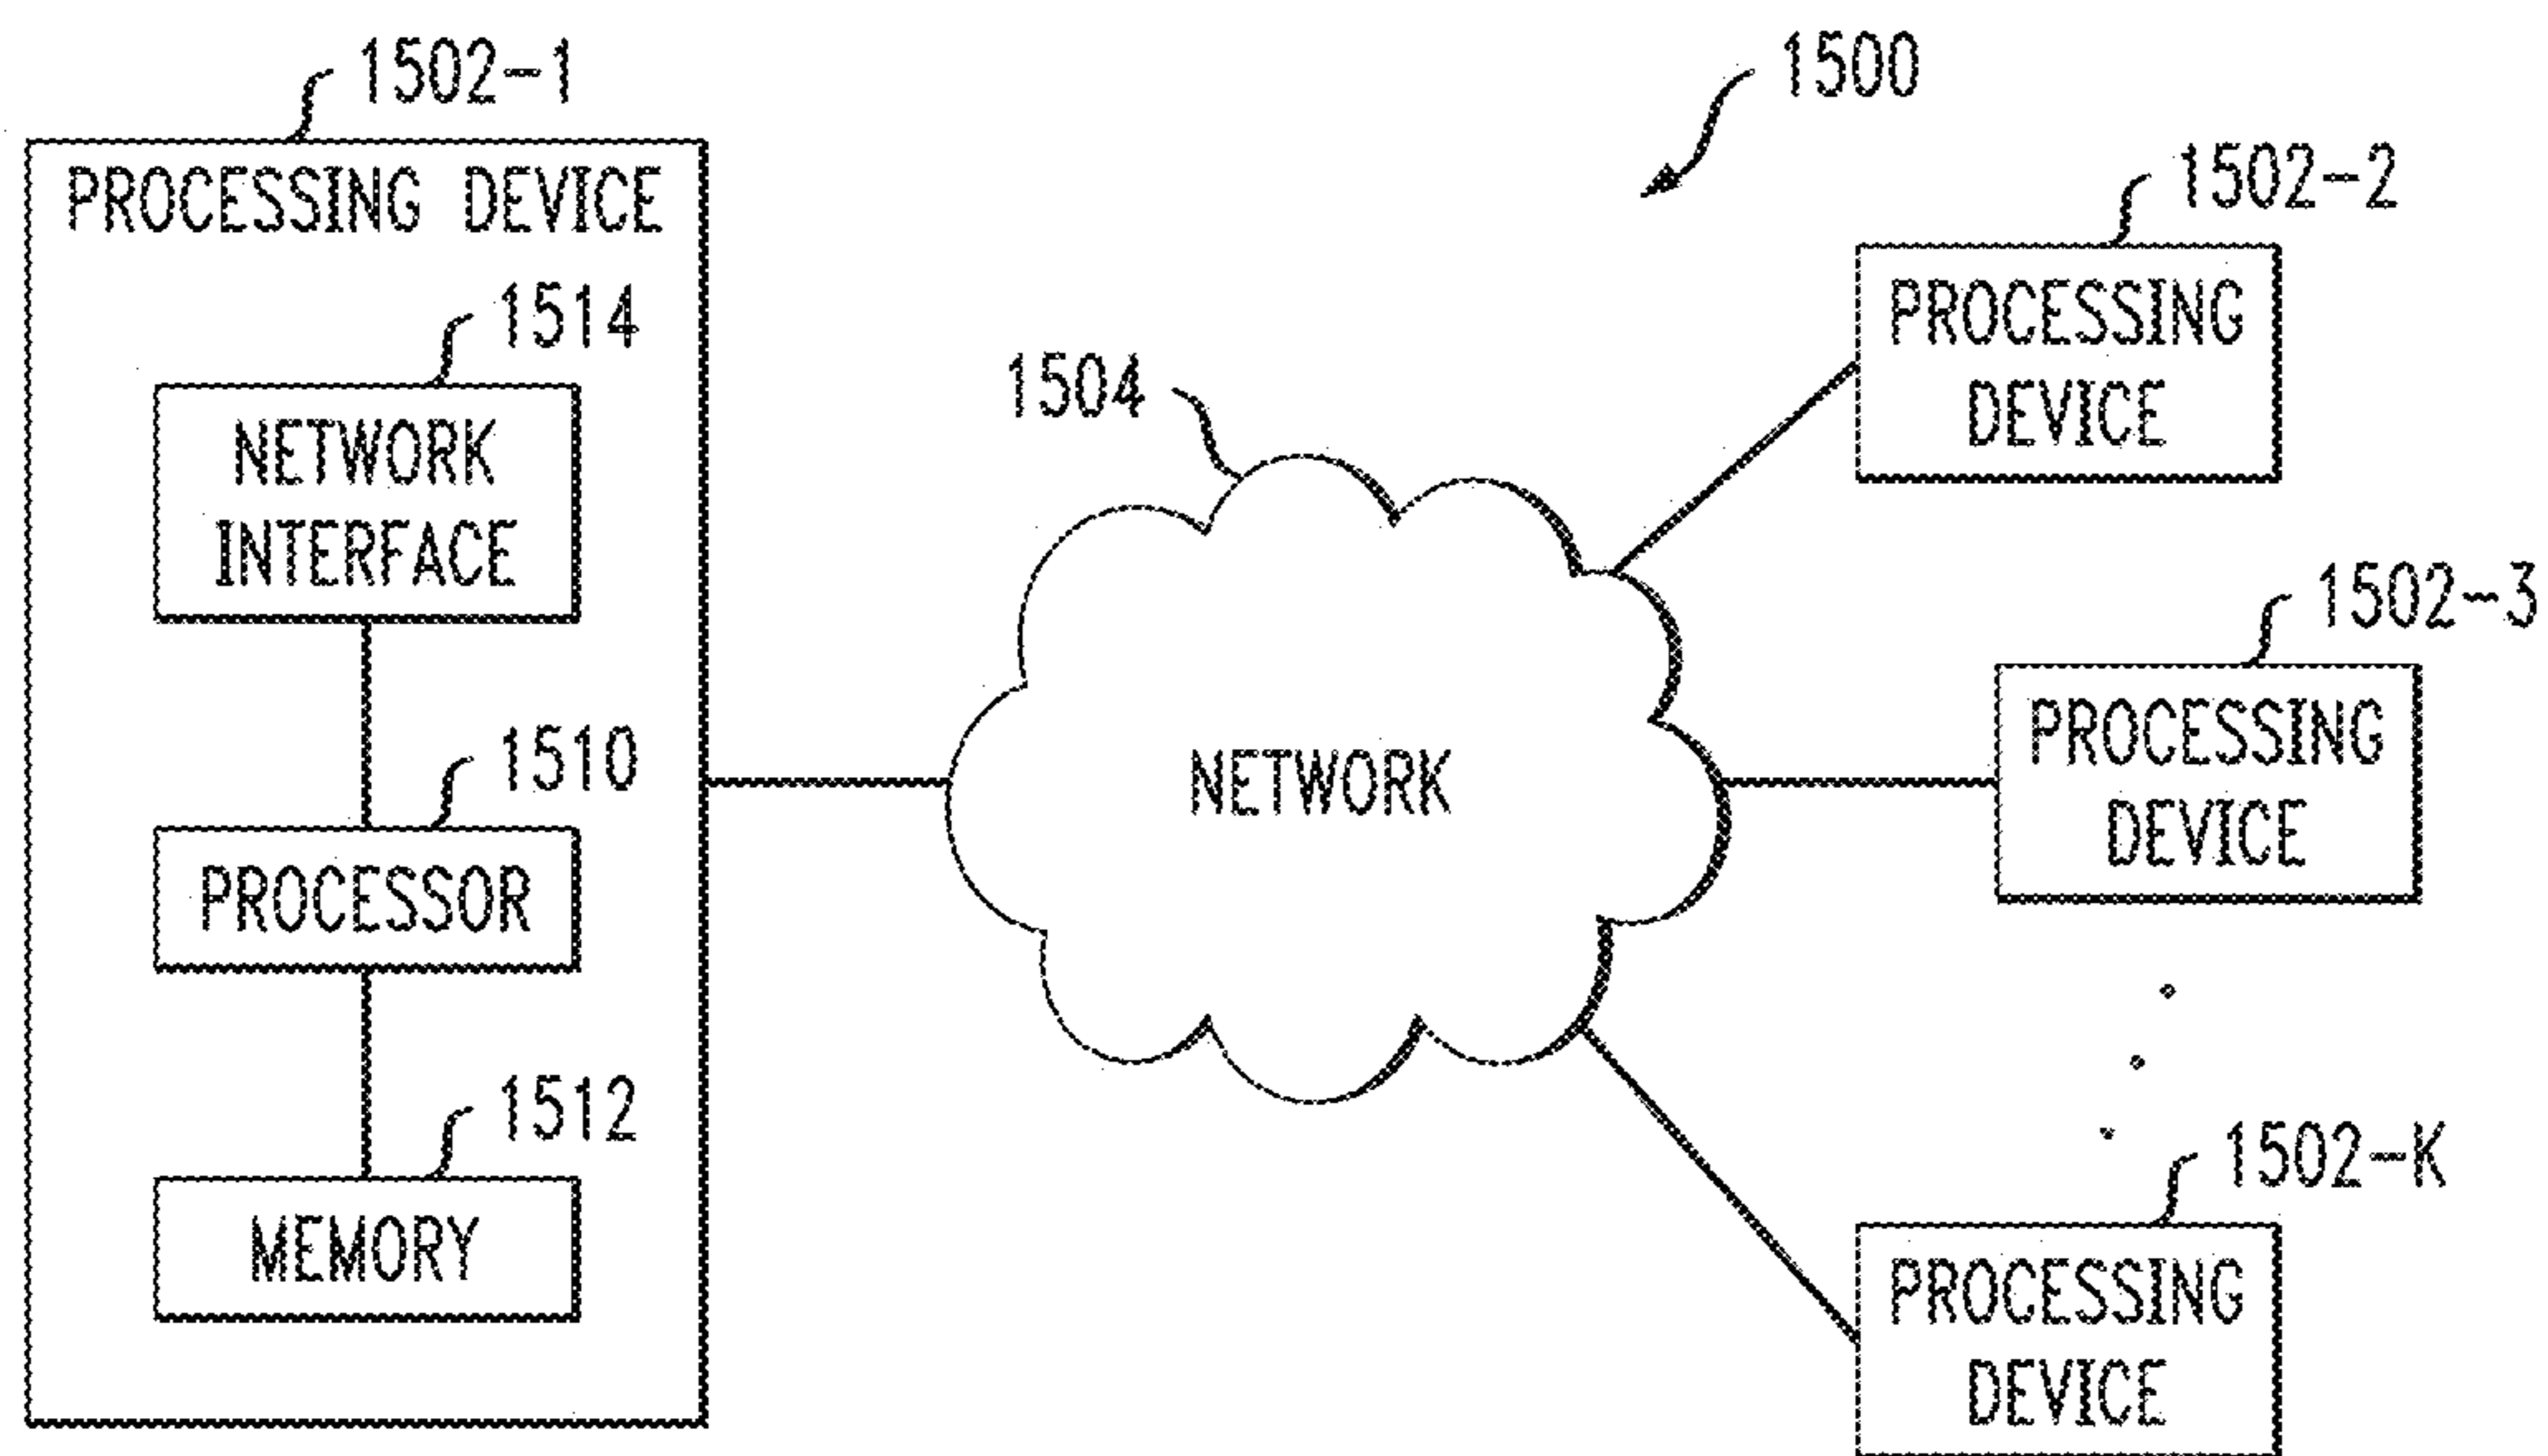 1502-1
PROCESSING DEVICE
1514
NETWORK
INTERFACE
1510
PROCESSOR
1512
MEMORY
1504
NETWORK
1500
1502-2
PROCESSING
DEVICE
1502-3
PROCESSING
DEVICE
1502-K
PROCESSING
DEVICE